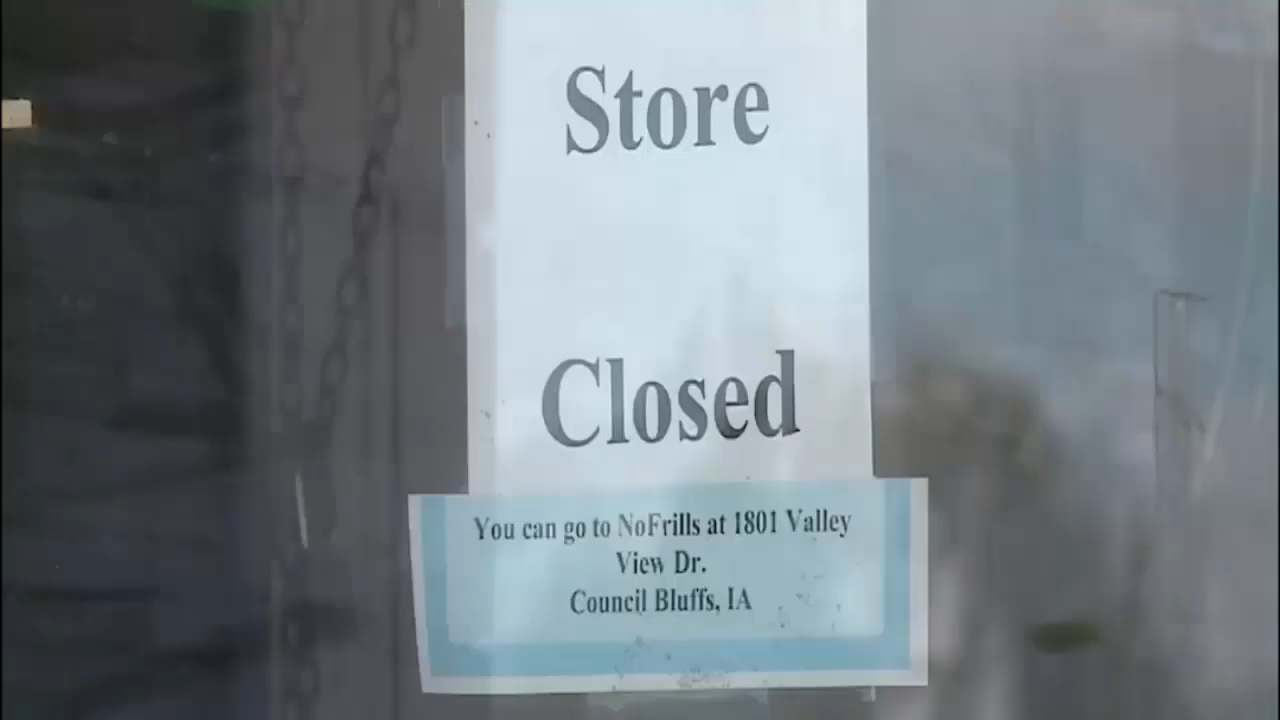 Store
Closed
You can go to NoFrills at 1801 Valley
View Dr.
Council Bluffs, IA